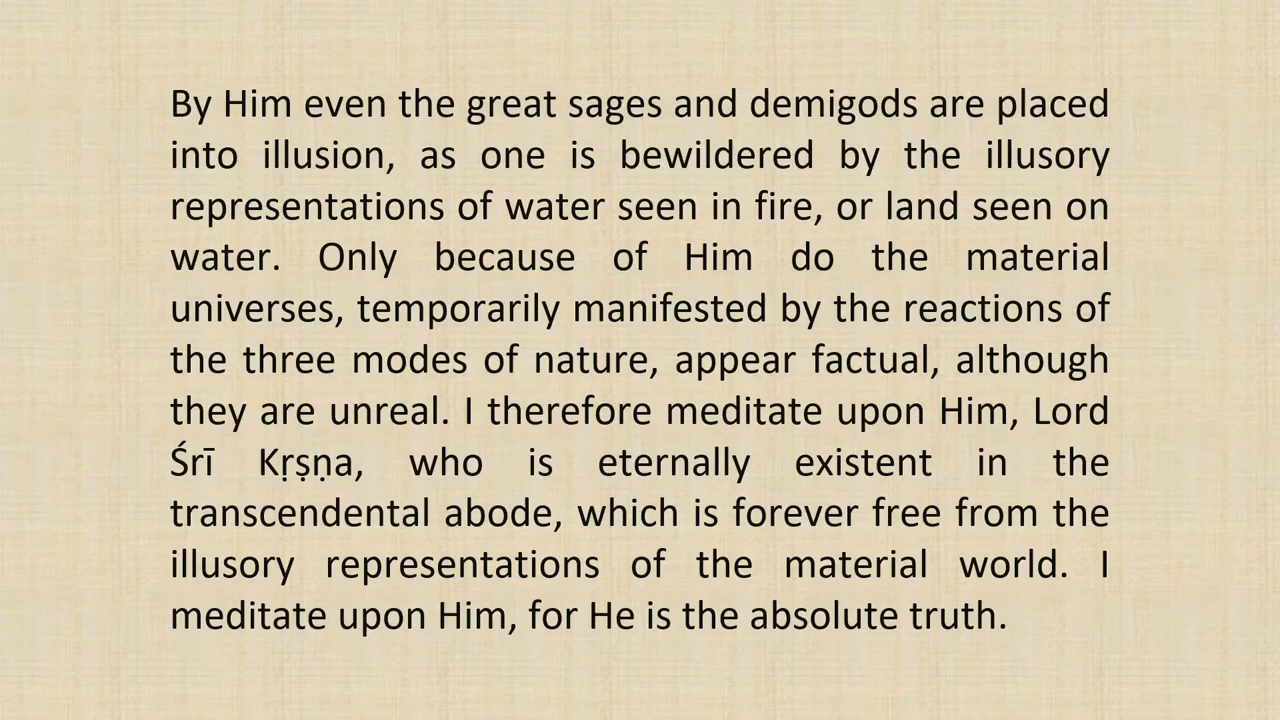 By Him even the great sages and demigods are placed
into illusion, as one is bewildered by the illusory
representations of water seen in fire, or land seen on
water. Only because of Him do the material
universes, temporarily manifested by the reactions of
the three modes of nature, appear factual, although
they are unreal. I therefore meditate upon Him, Lord
Śrī Kṛṣṇa, who is eternally existent in the
transcendental abode, which is forever free from the
illusory representations of the material world. I
meditate upon Him, for He is the absolute truth.